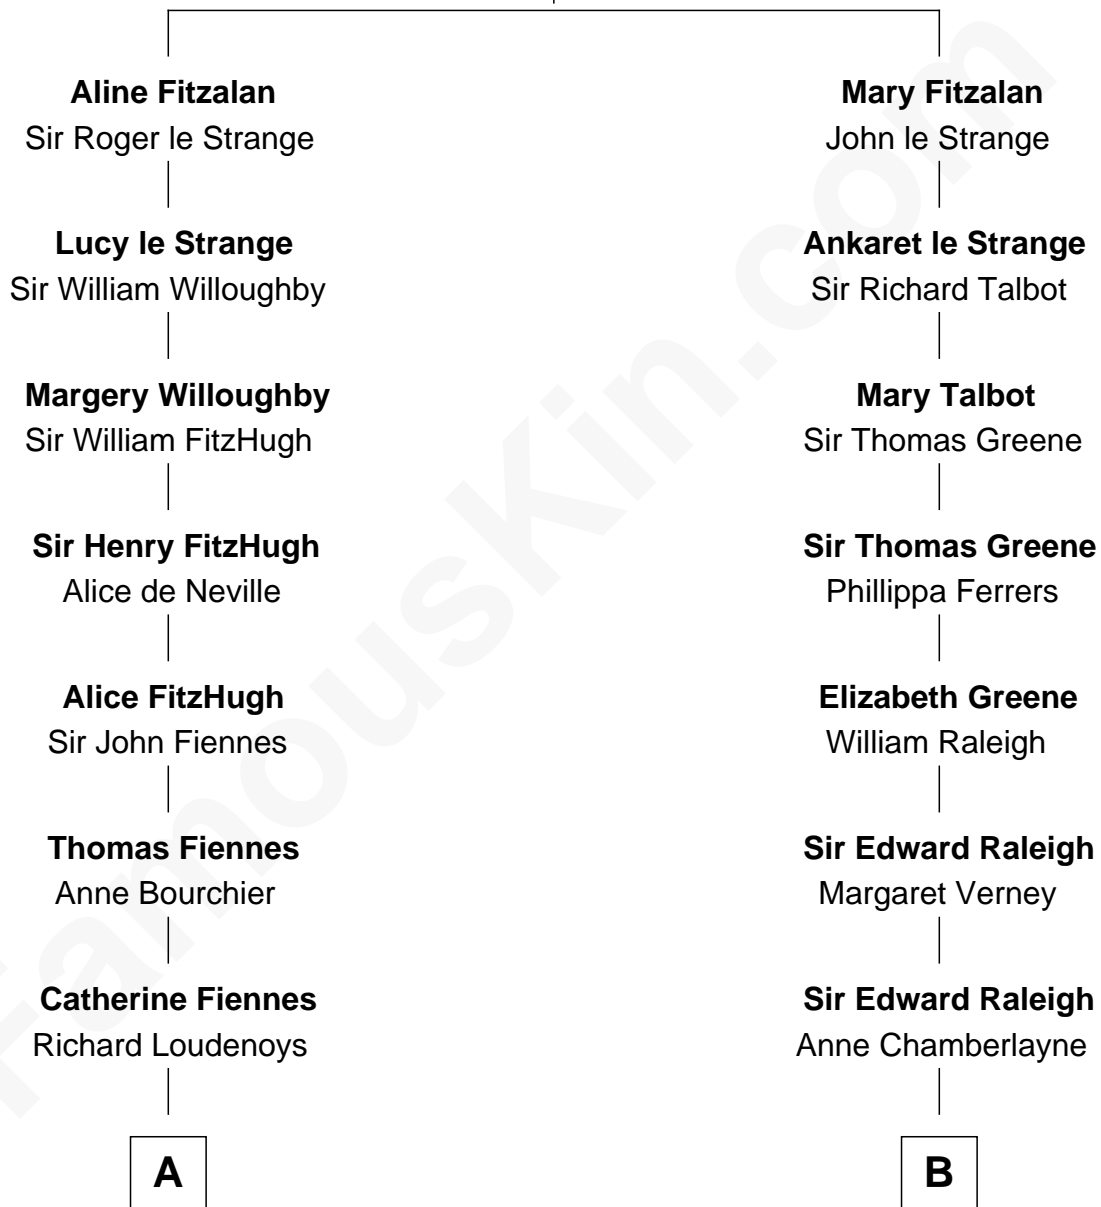 Aline Fitzalan
Sir Roger le Strange
Lucy le Strange
Sir William Willoughby
Margery Willoughby
Sir William FitzHugh
Sir Henry FitzHugh
Alice de Neville
Alice FitzHugh
Sir John Fiennes
Thomas Fiennes
Anne Bourchier
Catherine Fiennes
Richard Loudenoys
A
Mary Fitzalan
John le Strange
Ankaret le Strange
Sir Richard Talbot
Mary Talbot
Sir Thomas Greene
Sir Thomas Greene
Phillippa Ferrers
Elizabeth Greene
William Raleigh
Sir Edward Raleigh
Margaret Verney
Sir Edward Raleigh
Anne Chamberlayne
B
FamousKin.com